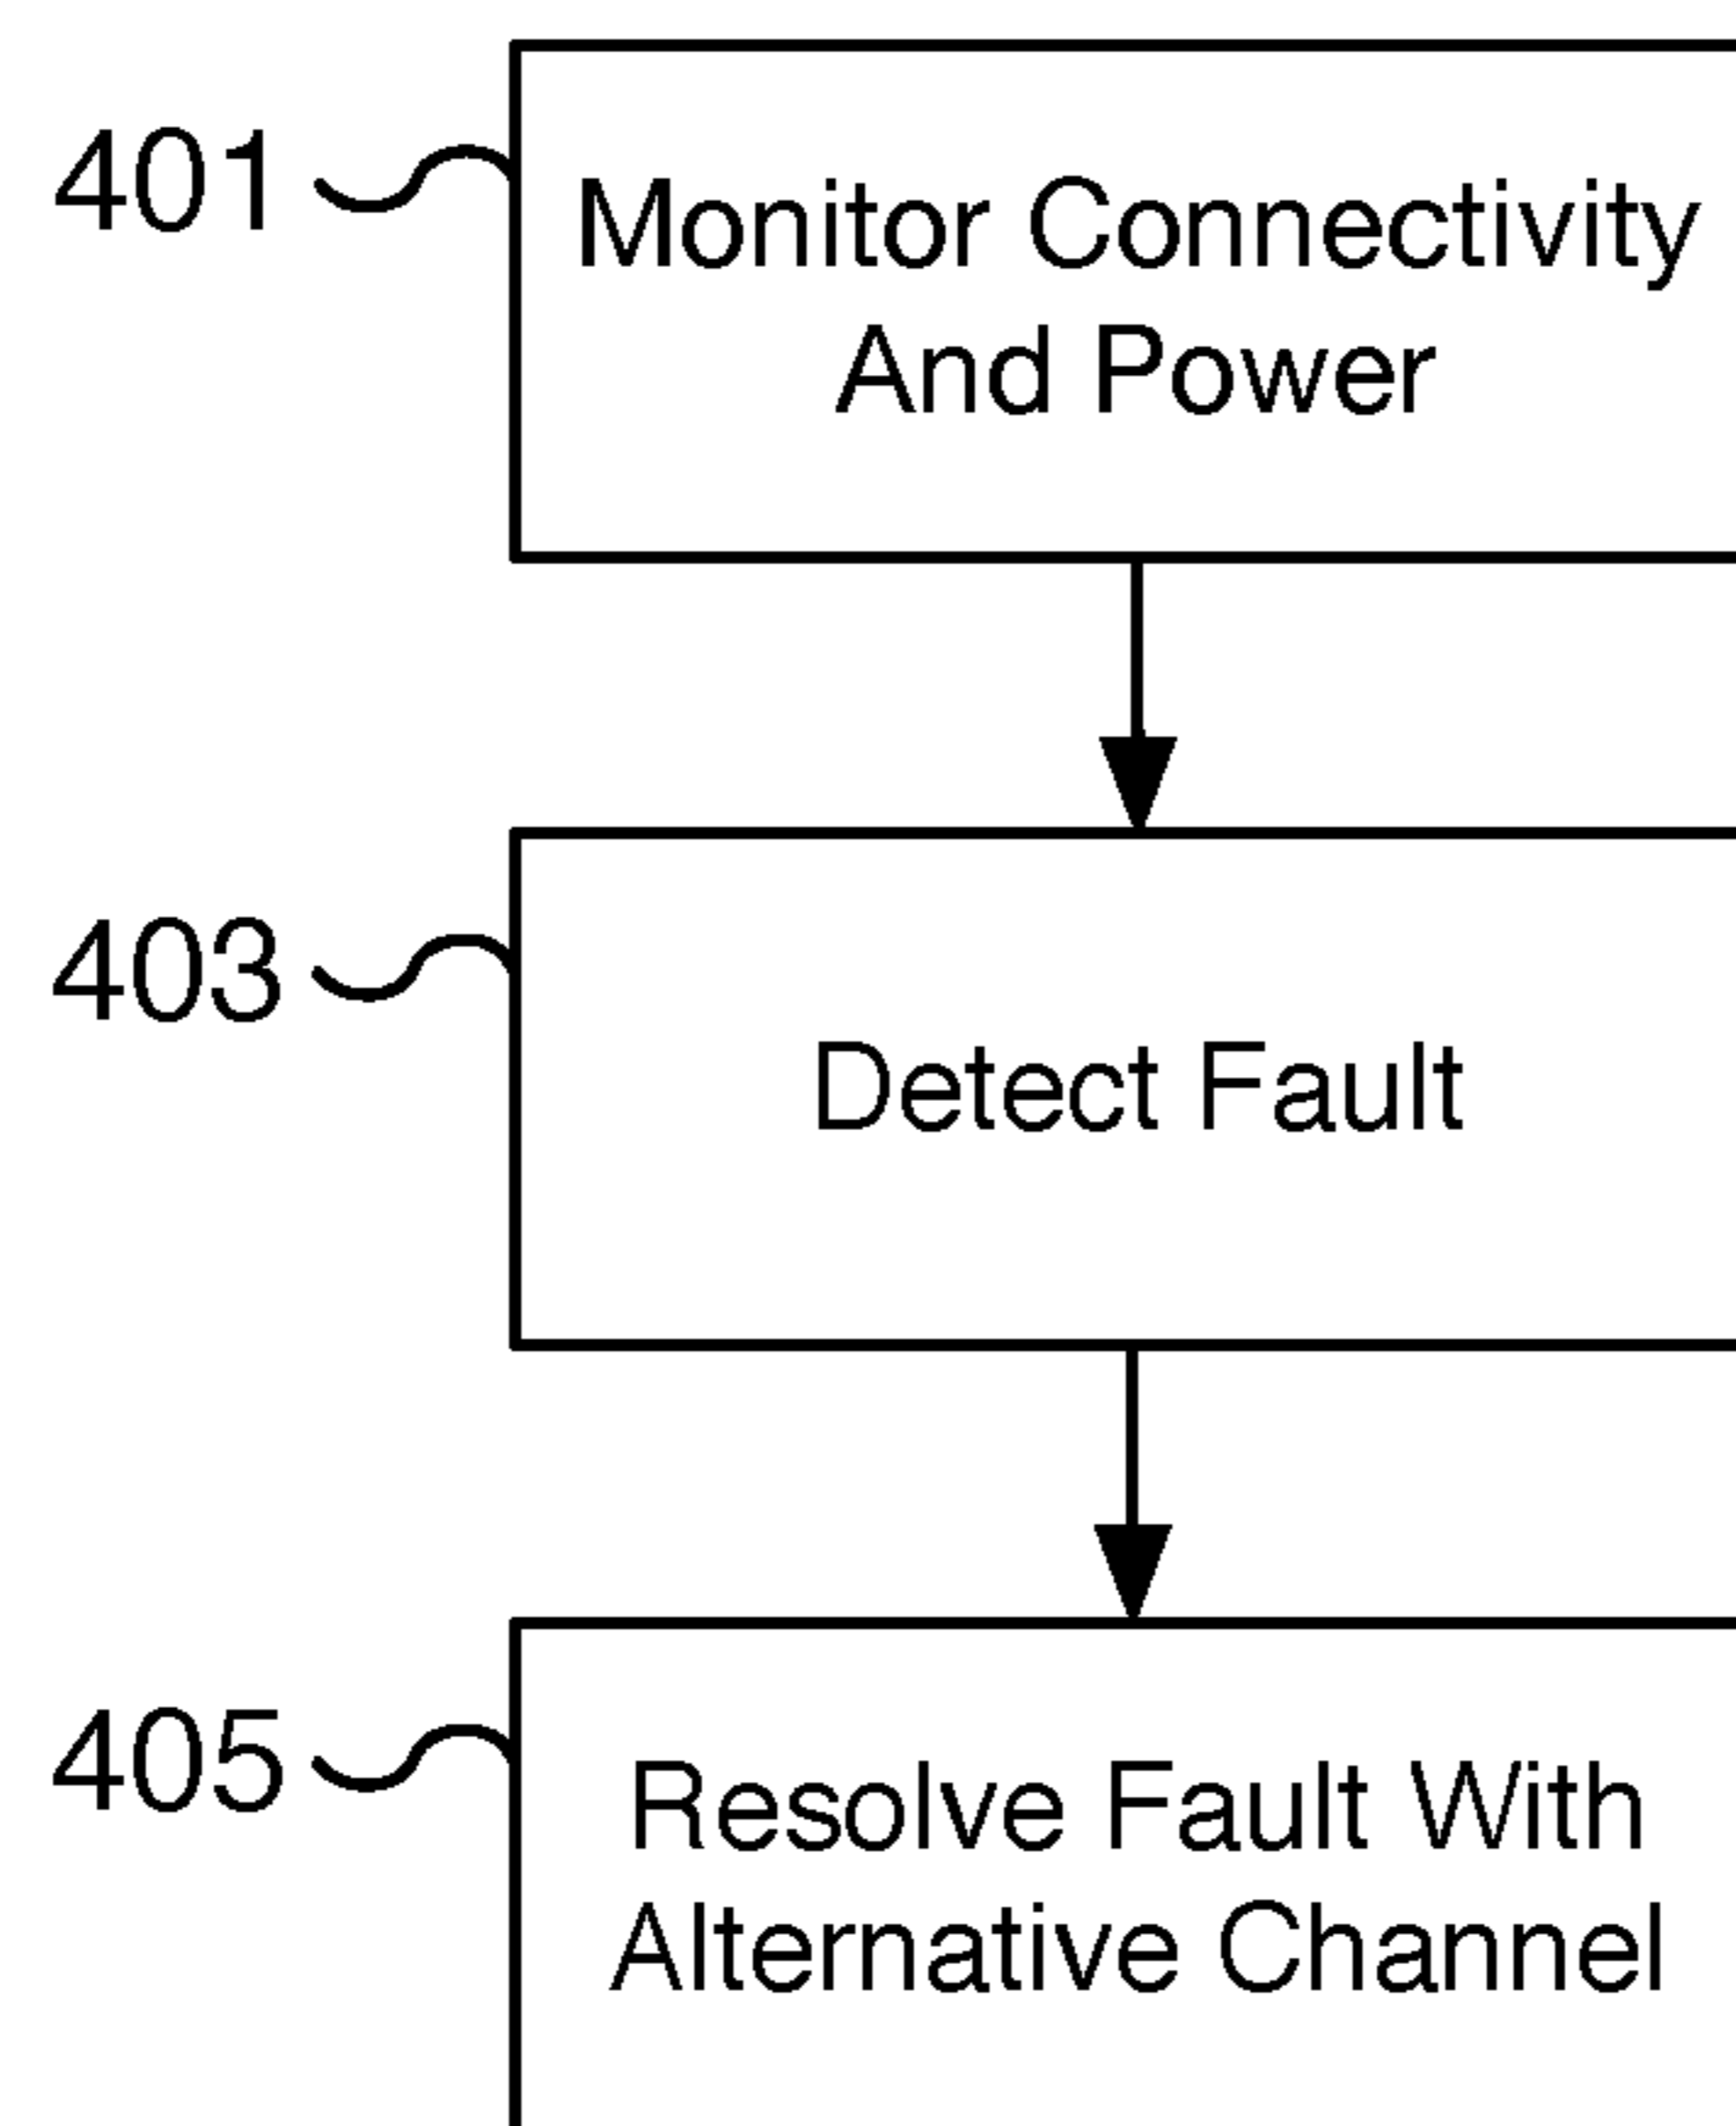 401
Monitor Connectivity
And Power
403
Detect Fault
405
Resolve Fault With
Alternative Channel